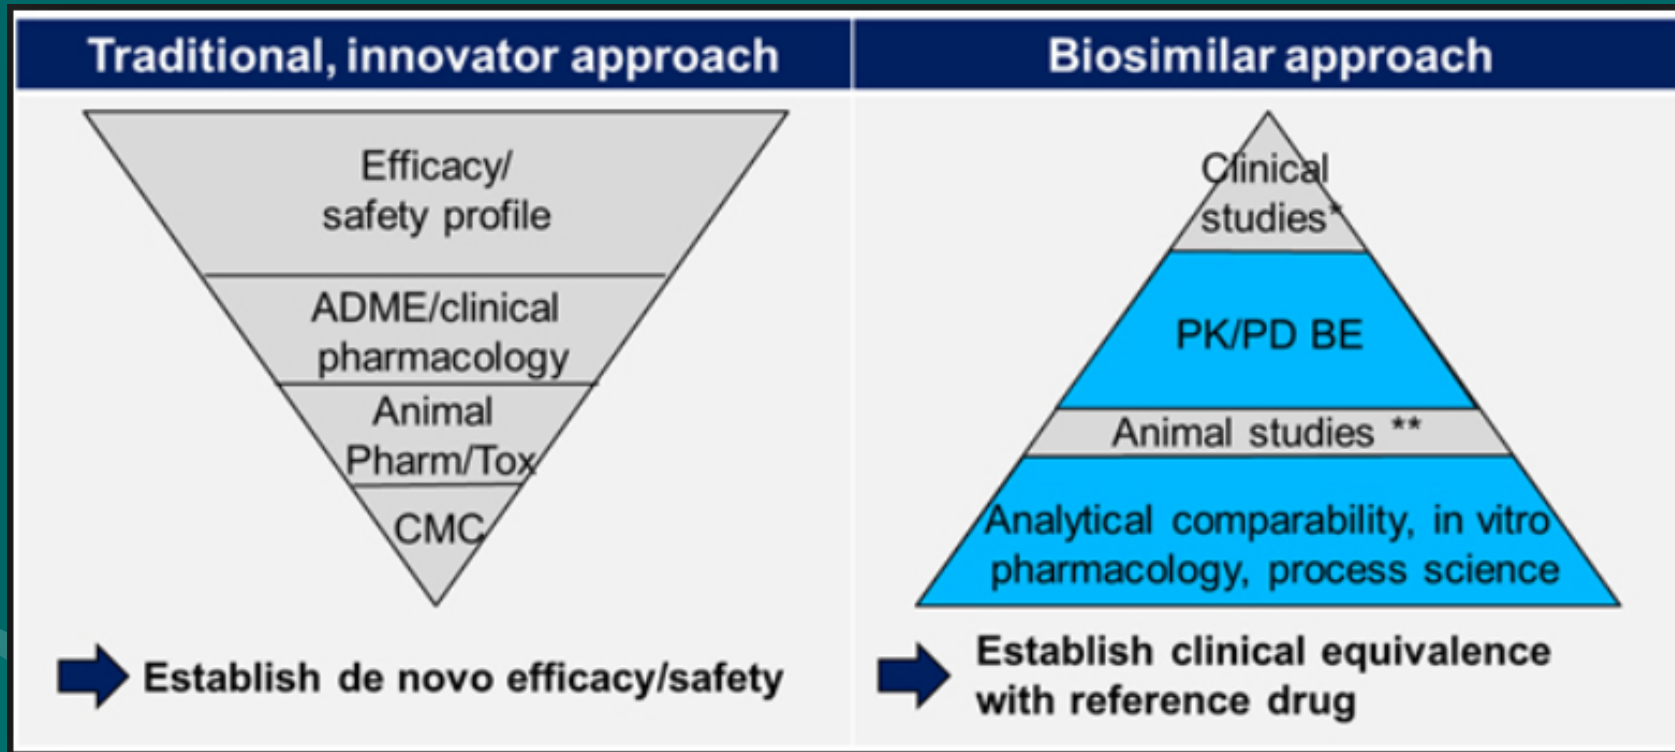 Traditional, innovator approach
Efficacy/
safety profile
ADME/clinical
pharmacology
Animal
Pharm/Tox
CMC
Establish de novo efficacy/safety
Biosimilar approach
Clinical
studies*
PK/PD BE
Animal studies **
Analytical comparability, in vitro
pharmacology, process science
Establish clinical equivalence
with reference drug